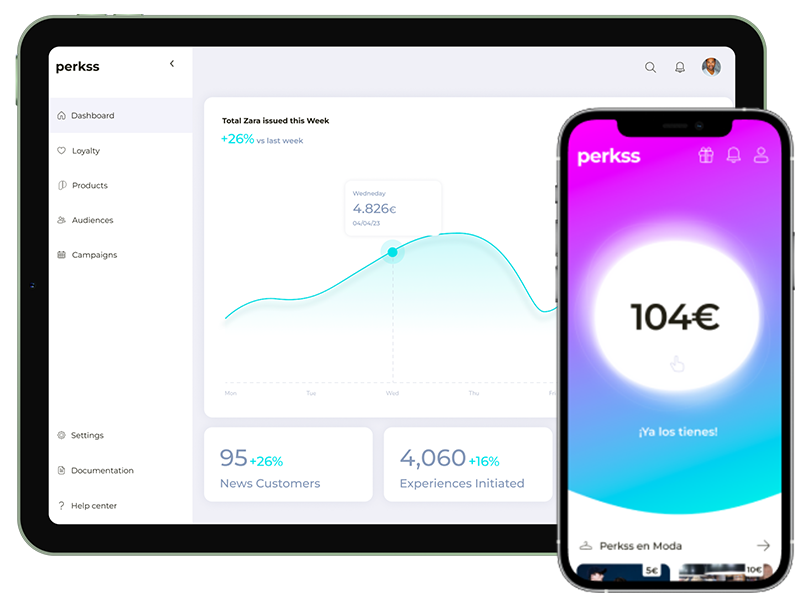 perkss
Dashboard
Loyalty
Products
Audiences
Campaigns
Settings
Documentation
Help center
Total Zara issued this Week
+26% vs last week
Wedneday
4.826€
04/04/23
Mon Tue Wed Thu Fri
95 +26%
News Customers
4,060 +16%
Experiences Initiated
perkss
104€
¡Ya los tienes!
Perkss en Moda
5€ 10€